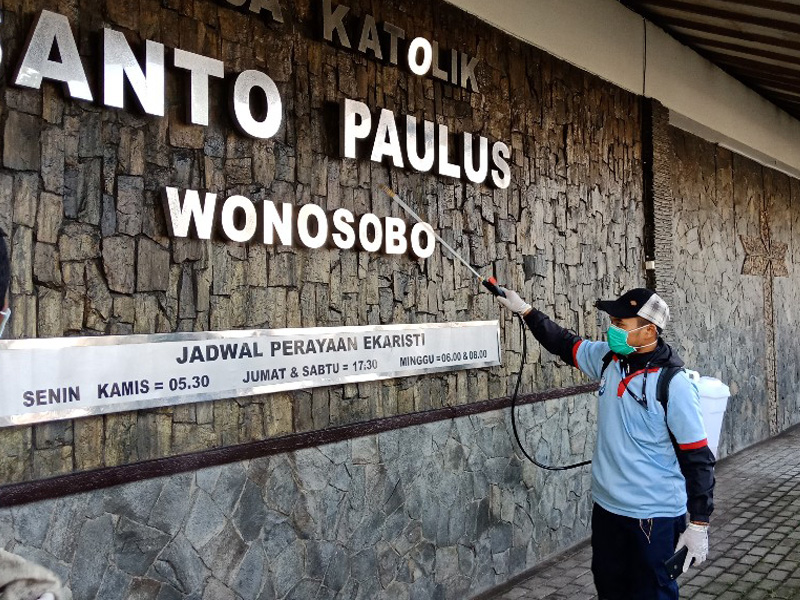 KATOLIK
SANTO PAULUS
WONOSOBO
JADWAL PERAYAAN EKARISTI
SENIN KAMIS = 05.30 JUMAT & SABTU = 17.30 MINGGU = 06.00 & 08.00